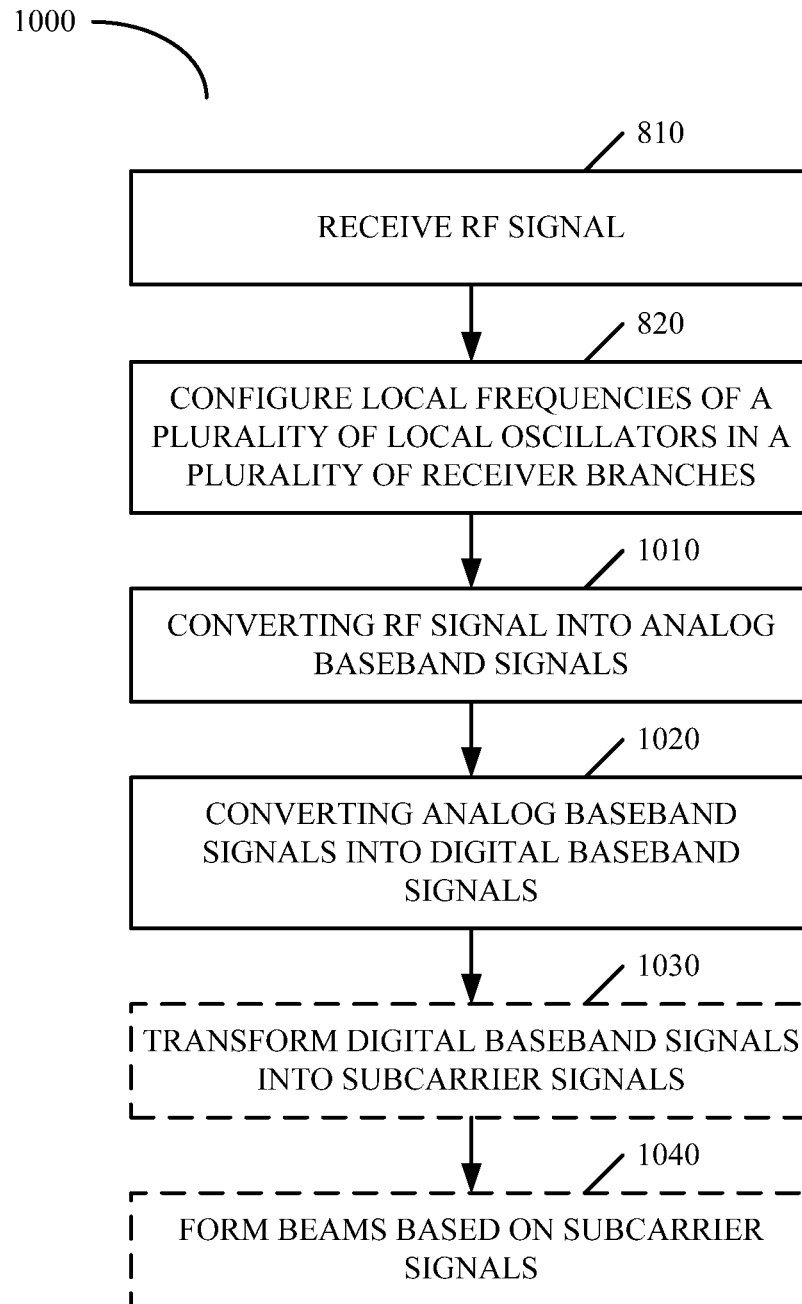 1000
810
RECEIVE RF SIGNAL
820
CONFIGURE LOCAL FREQUENCIES OF A
PLURALITY OF LOCAL OSCILLATORS IN A
PLURALITY OF RECEIVER BRANCHES
1010
CONVERTING RF SIGNAL INTO ANALOG
BASEBAND SIGNALS
1020
CONVERTING ANALOG BASEBAND
SIGNALS INTO DIGITAL BASEBAND
SIGNALS
1030
TRANSFORM DIGITAL BASEBAND SIGNALS
INTO SUBCARRIER SIGNALS
1040
FORM BEAMS BASED ON SUBCARRIER
SIGNALS